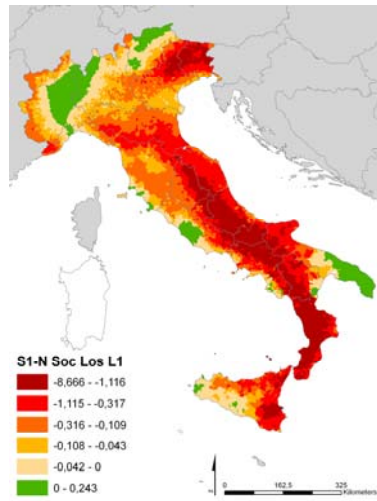 S1-N Soc Los L1
-8,666 - -1,116
-1,115 - -0,317
-0,316 - -0,109
-0,108 - -0,043
-0,042 - 0
0 - 0,243
0 162,5 325
Kilometers